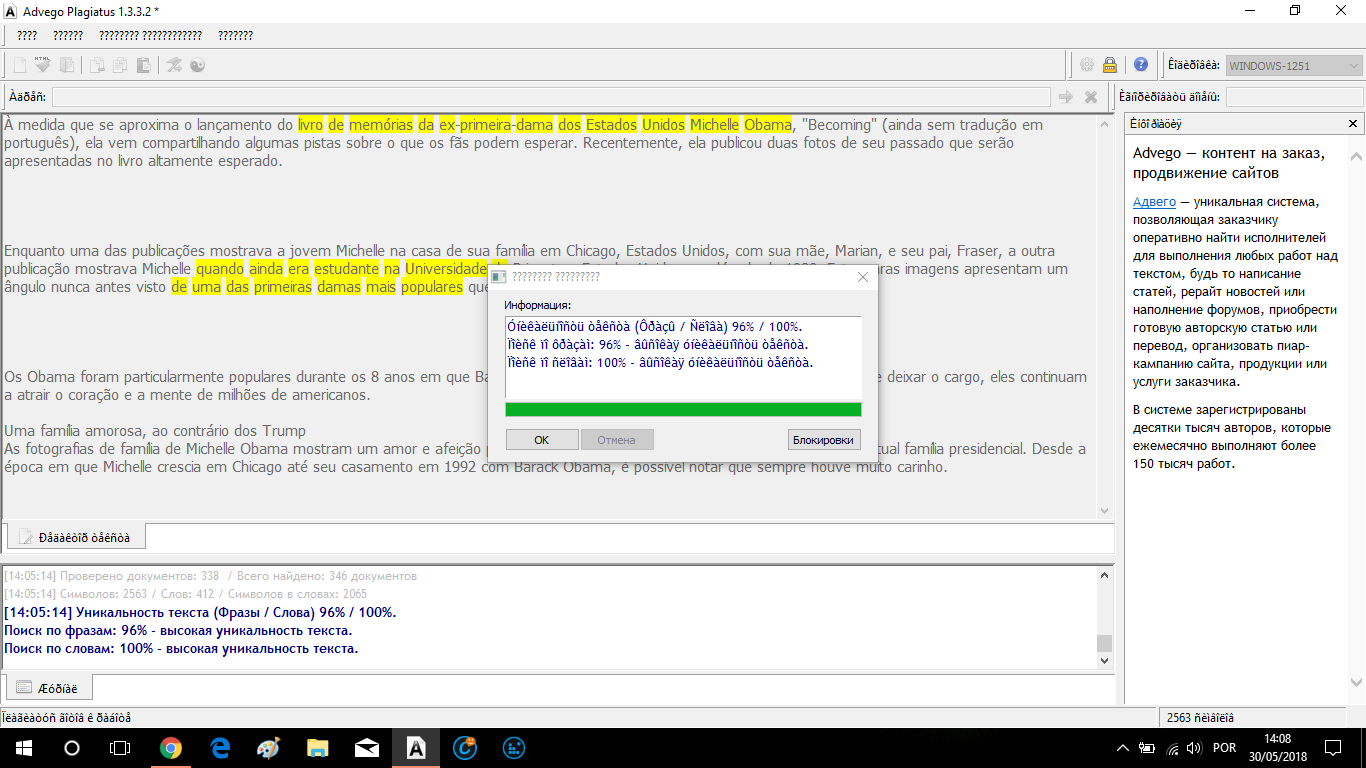 Advego Plagiatus 1.3.3.2 *
???? ?????? ???????? ???????????? ???????
Êîäèðîâêà: WINDOWS-1251
Àäðåñ:
Èãíîðèðîâàòü äîìåíû:
À medida que se aproxima o lançamento do livro de memórias da ex-primeira-dama dos Estados Unidos Michelle Obama, "Becoming" (ainda sem tradução em
português), ela vem compartilhando algumas pistas sobre o que os fãs podem esperar. Recentemente, ela publicou duas fotos de seu passado que serão
apresentadas no livro altamente esperado.
Enquanto uma das publicações mostrava a jovem Michelle na casa de sua família em Chicago, Estados Unidos, com sua mãe, Marian, e seu pai, Fraser, a outra
publicação mostrava Michelle quando ainda era estudante na Universidade
ângulo nunca antes visto de uma das primeiras damas mais populares
???????? ?????????
Информация:
Óíèêàëüíîñòü òåêñòà (Ôðàçû / Ñëîâà) 96% / 100%.
Ïîèñê ïî ôðàçàì: 96% - âûñîêàÿ óíèêàëüíîñòü òåêñòà.
Ïîèñê ïî ñëîâàì: 100% - âûñîêàÿ óíèêàëüíîñòü òåêñòà.
OK Отмена Блокировки
Os Obama foram particularmente populares durante os 8 anos em que deixar o cargo, eles continuam
a atrair o coração e a mente de milhões de americanos.
Uma família amorosa, ao contrário dos Trump
As fotografias de família de Michelle Obama mostram um amor e afeição família presidencial. Desde a
época em que Michelle crescia em Chicago até seu casamento em 1992 com Barack Obama, é possível notar que sempre houve muito carinho.
Ðåäàêòîð òåêñòà
[14:05:14] Проверено документов: 338 / Всего найдено: 346 документов
[14:05:14] Символов: 2563 / Слов: 412 / Символов в словах: 2065
[14:05:14] Уникальность текста (Фразы / Слова) 96% / 100%.
Поиск по фразам: 96% - высокая уникальность текста.
Поиск по словам: 100% - высокая уникальность текста.
Æóðíàë
Èíôîðìàöèÿ
Advego — контент на заказ,
продвижение сайтов
Адвего — уникальная система,
позволяющая заказчику
оперативно найти исполнителей
для выполнения любых работ над
текстом, будь то написание
статей, рерайт новостей или
наполнение форумов, приобрести
готовую авторскую статью или
перевод, организовать пиар-
кампанию сайта, продукции или
услуги заказчика.
В системе зарегистрированы
десятки тысяч авторов, которые
ежемесячно выполняют более
150 тысяч работ.
Ïëàãèàòóñ ãîòîâ ê ðàáîòå
2563 ñèìâîëîâ
POR
14:08
30/05/2018